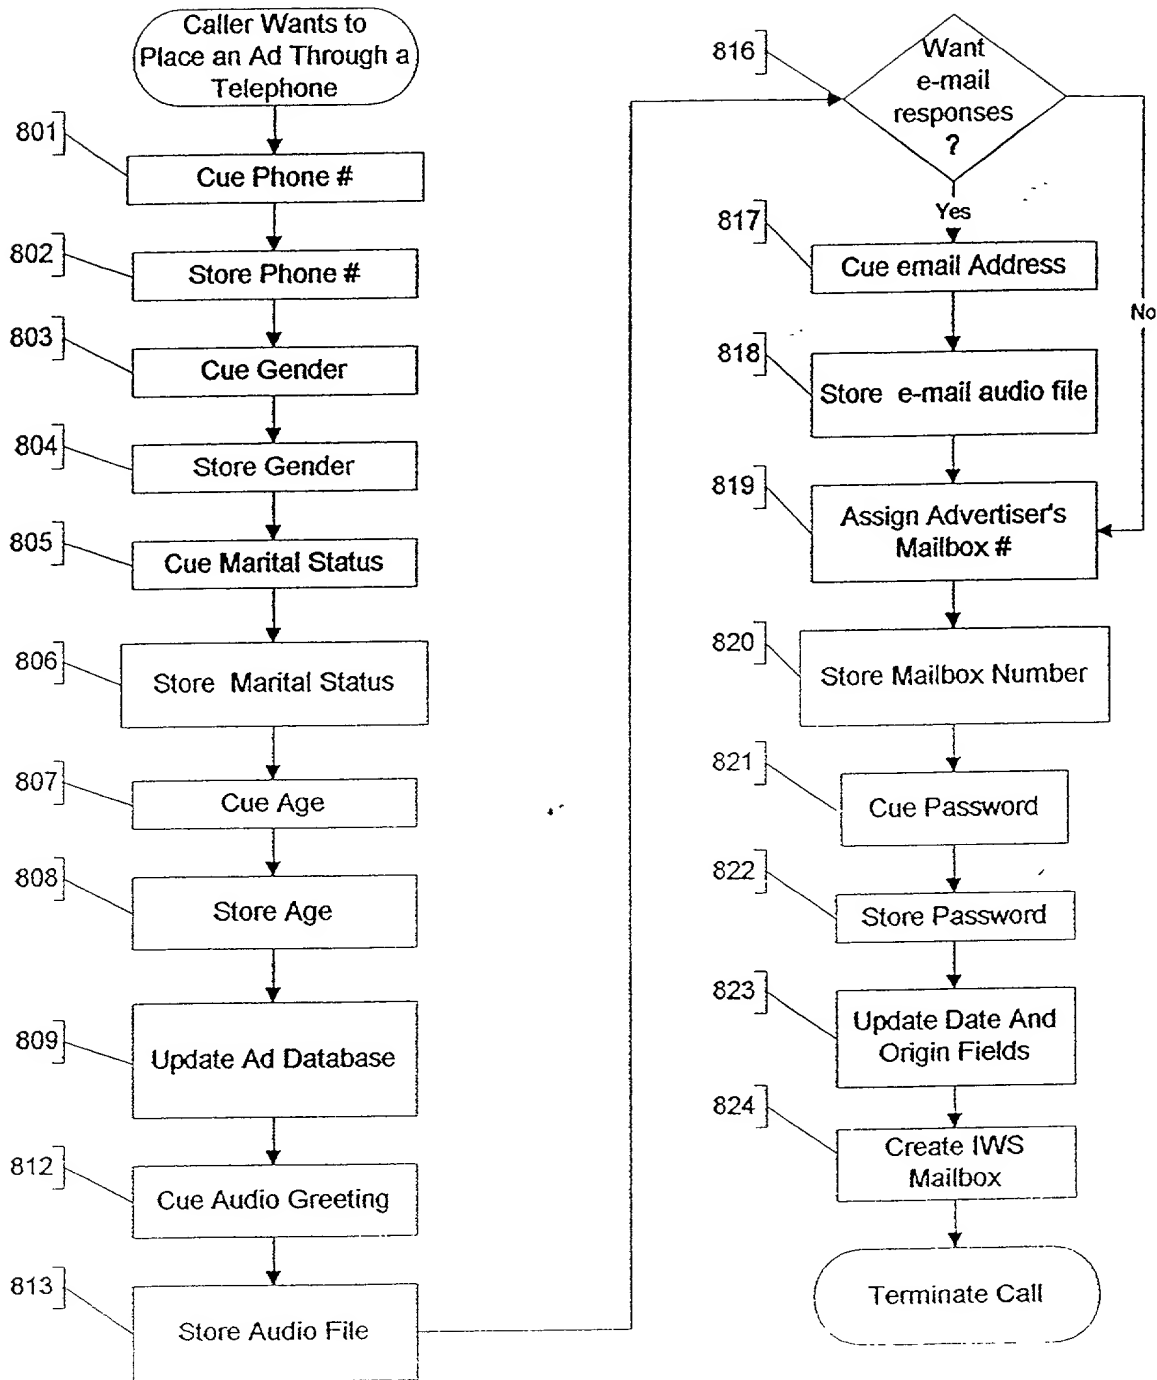 Caller Wants to
Place an Ad Through a
Telephone
801
Cue Phone #
802
Store Phone #
803
Cue Gender
804
Store Gender
805
Cue Marital Status
806
Store Marital Status
807
Cue Age
808
Store Age
809
Update Ad Database
812
Cue Audio Greeting
813
Store Audio File
816
Want
e-mail
responses
?
Yes
No
817
Cue email Address
818
Store e-mail audio file
819
Assign Advertiser's
Mailbox #
820
Store Mailbox Number
821
Cue Password
822
Store Password
823
Update Date And
Origin Fields
824
Create IWS
Mailbox
Terminate Call